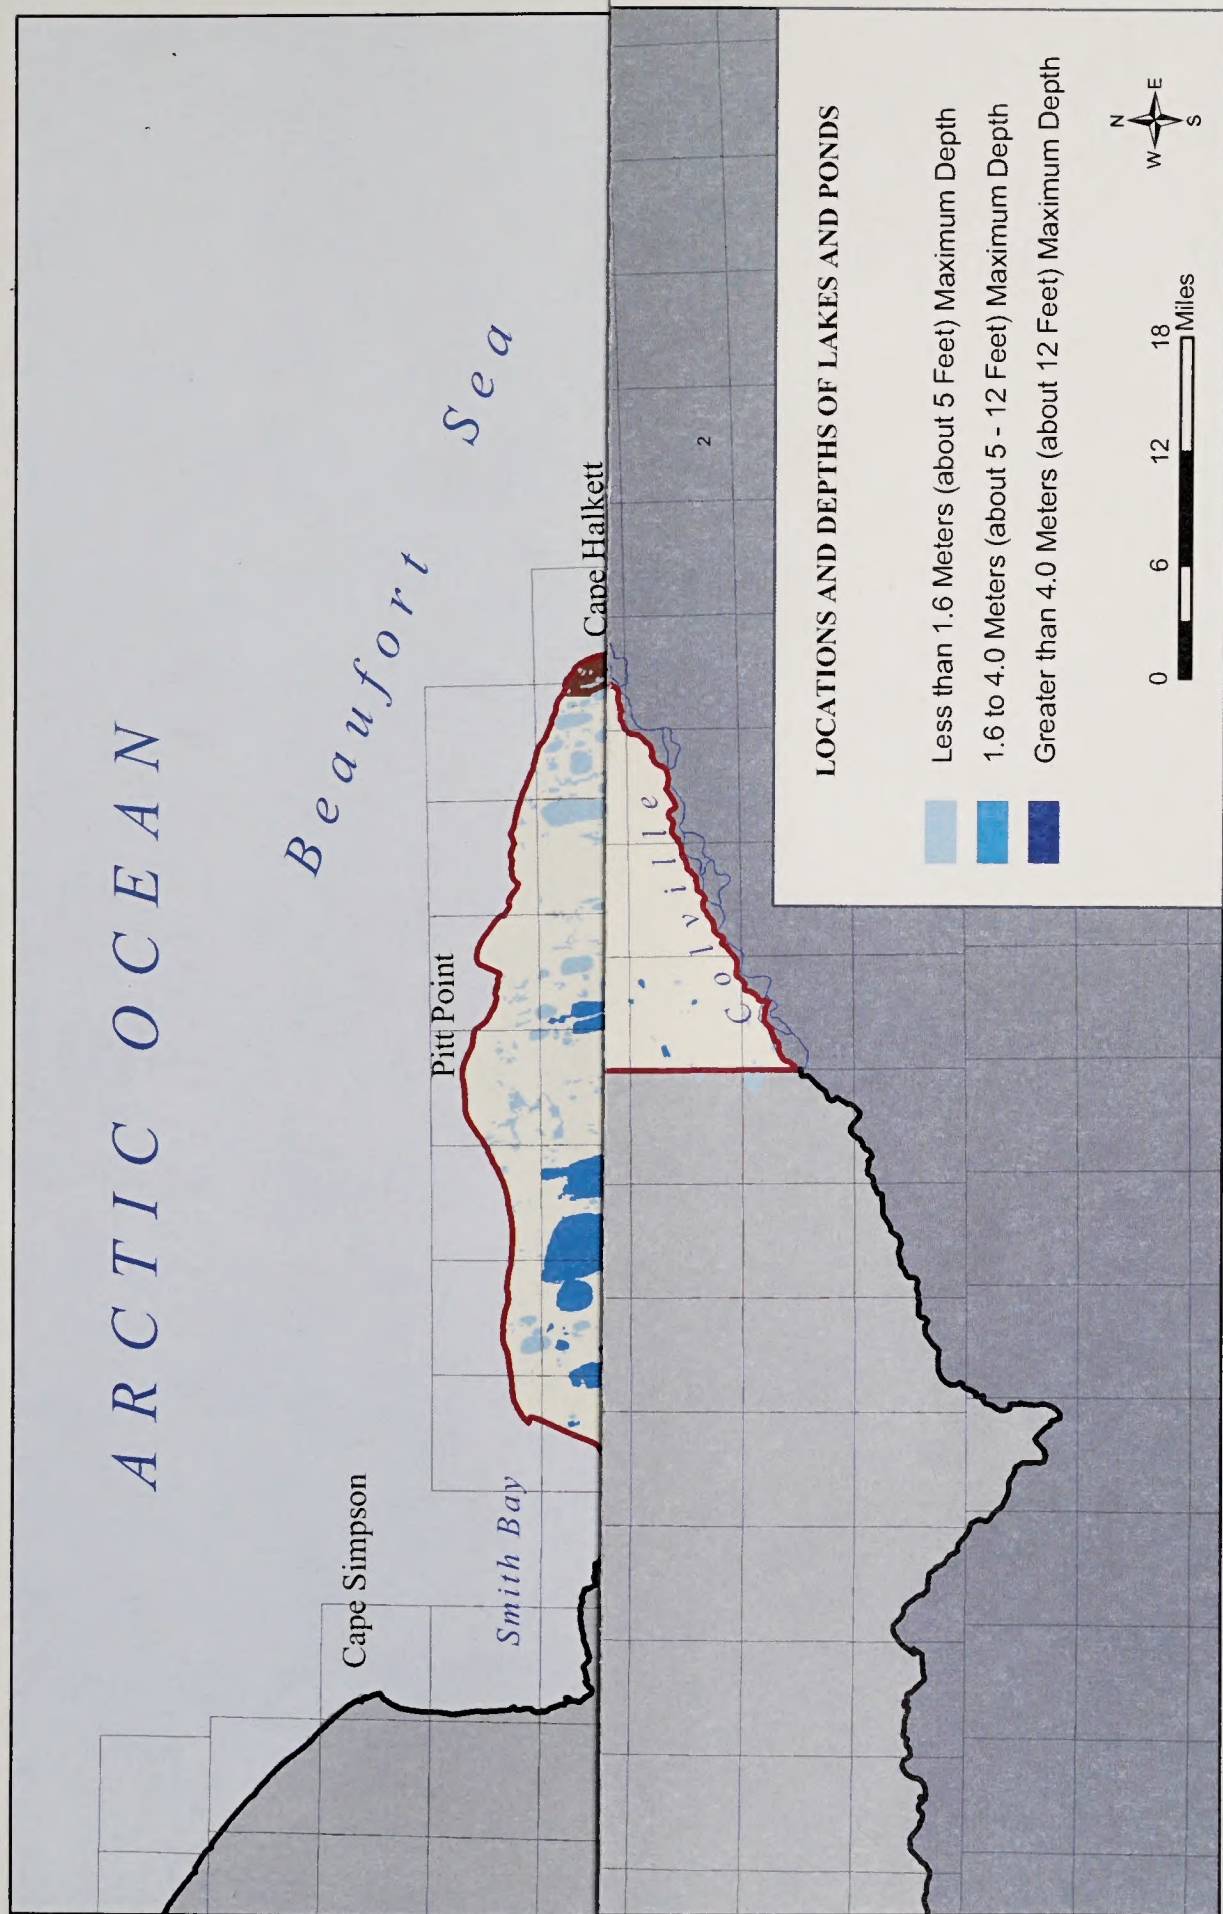 ARCTIC OCEAN
Beaufort Sea
Cape Simpson
Pitt Point
Smith Bay
Cape Halkett
Colville
2
LOCATIONS AND DEPTHS OF LAKES AND PONDS
Less than 1.6 Meters (about 5 Feet) Maximum Depth
1.6 to 4.0 Meters (about 5 - 12 Feet) Maximum Depth
Greater than 4.0 Meters (about 12 Feet) Maximum Depth
0 6 12 18
Miles
N
W E
S